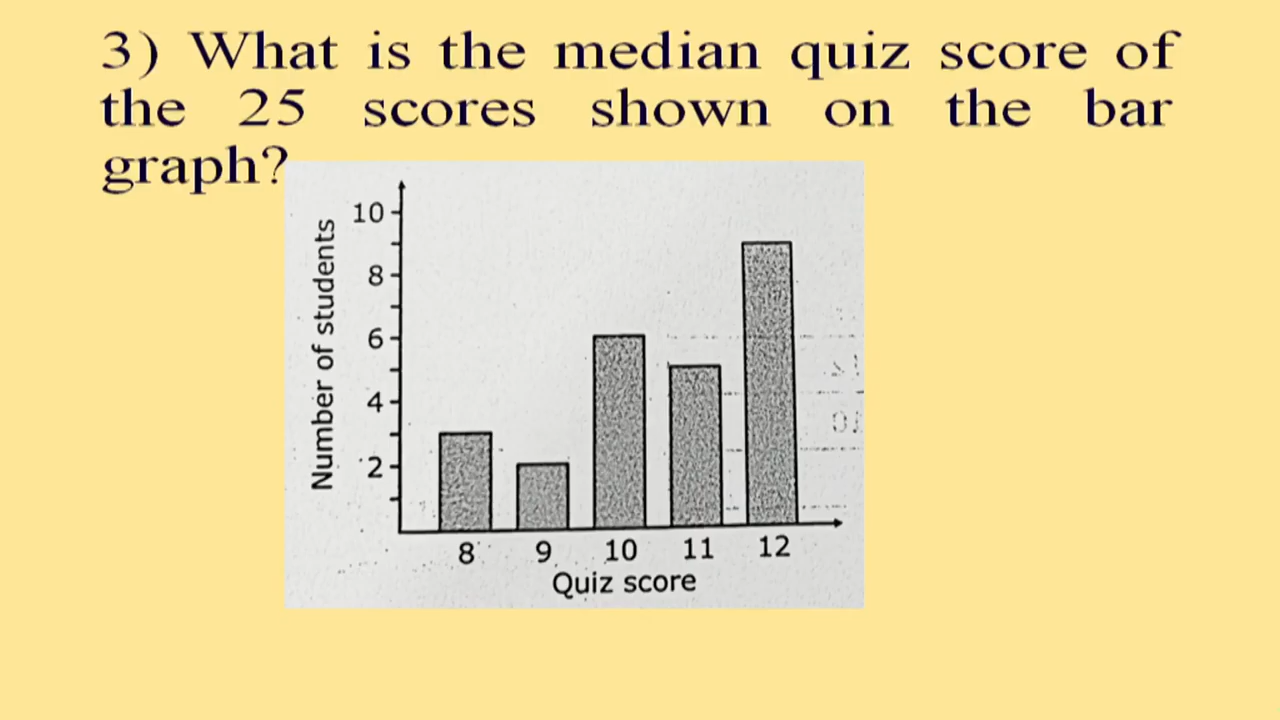 3) What is the median quiz score of
the 25 scores shown on the bar
graph?
Number of students
10
8
6
4
2
8 9 10 11 12
Quiz score